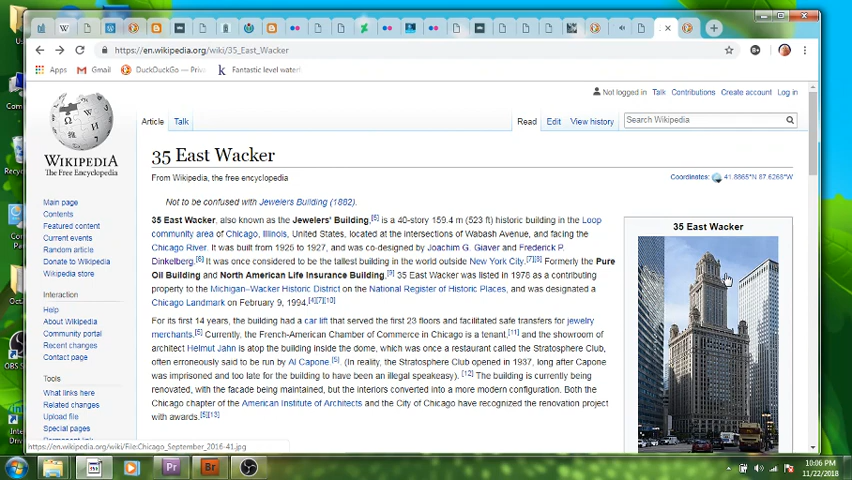 https://en.wikipedia.org/wiki/35_East_Wacker
Apps Gmail DuckDuckGo — Priv Fantastic level water
Not logged in Talk Contributions Create account Log in
Article Talk Read Edit View history Search Wikipedia
WIKIPEDIA
The Free Encyclopedia
35 East Wacker
From Wikipedia, the free encyclopedia
Coordinates: 41.8865°N 87.6268°W
Not to be confused with Jewelers Building (1882).
35 East Wacker, also known as the Jewelers' Building,[6] is a 40-story 159.4 m (523 ft) historic building in the Loop
community area of Chicago, Illinois, United States, located at the intersections of Wabash Avenue, and facing the
Chicago River. It was built from 1925 to 1927, and was co-designed by Joachim G. Giaver and Frederick P.
Dinkelberg.[6] It was once considered to be the tallest building in the world outside New York City.[7][8] Formerly the Pure
Oil Building and North American Life Insurance Building,[9] 35 East Wacker was listed in 1978 as a contributing
property to the Michigan–Wacker Historic District on the National Register of Historic Places, and was designated a
Chicago Landmark on February 9, 1994.[4][7][10]
For its first 14 years, the building had a car lift that served the first 23 floors and facilitated safe transfers for jewelry
merchants.[5] Currently, the French-American Chamber of Commerce in Chicago is a tenant,[11] and the showroom of
architect Helmut Jahn is atop the building inside the dome, which was once a restaurant called the Stratosphere Club,
often erroneously said to be run by Al Capone.[5] (In reality, the Stratosphere Club opened in 1937, long after Capone
was imprisoned and too late for the building to have been an illegal speakeasy). [12] The building is currently being
renovated, with the facade being maintained, but the interiors converted into a more modern configuration. Both the
Chicago chapter of the American Institute of Architects and the City of Chicago have recognized the renovation project
with awards.[5][13]
35 East Wacker
Main page
Contents
Featured content
Current events
Random article
Donate to Wikipedia
Wikipedia store
Interaction
Help
About Wikipedia
Community portal
Recent changes
Contact page
Tools
What links here
Related changes
Upload file
Special pages
https://en.wikipedia.org/wiki/File:Chicago_September_2016-41.jpg
Pr Br
10:06 PM
11/22/2018